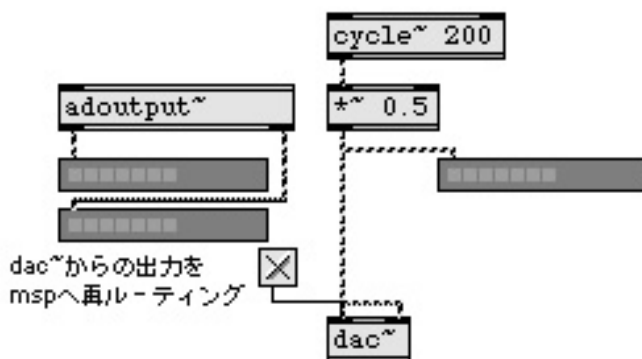 cycle~ 200
adoutput~
*~ 0.5
dac~からの出力を
mspへ再ルーティング
dac~